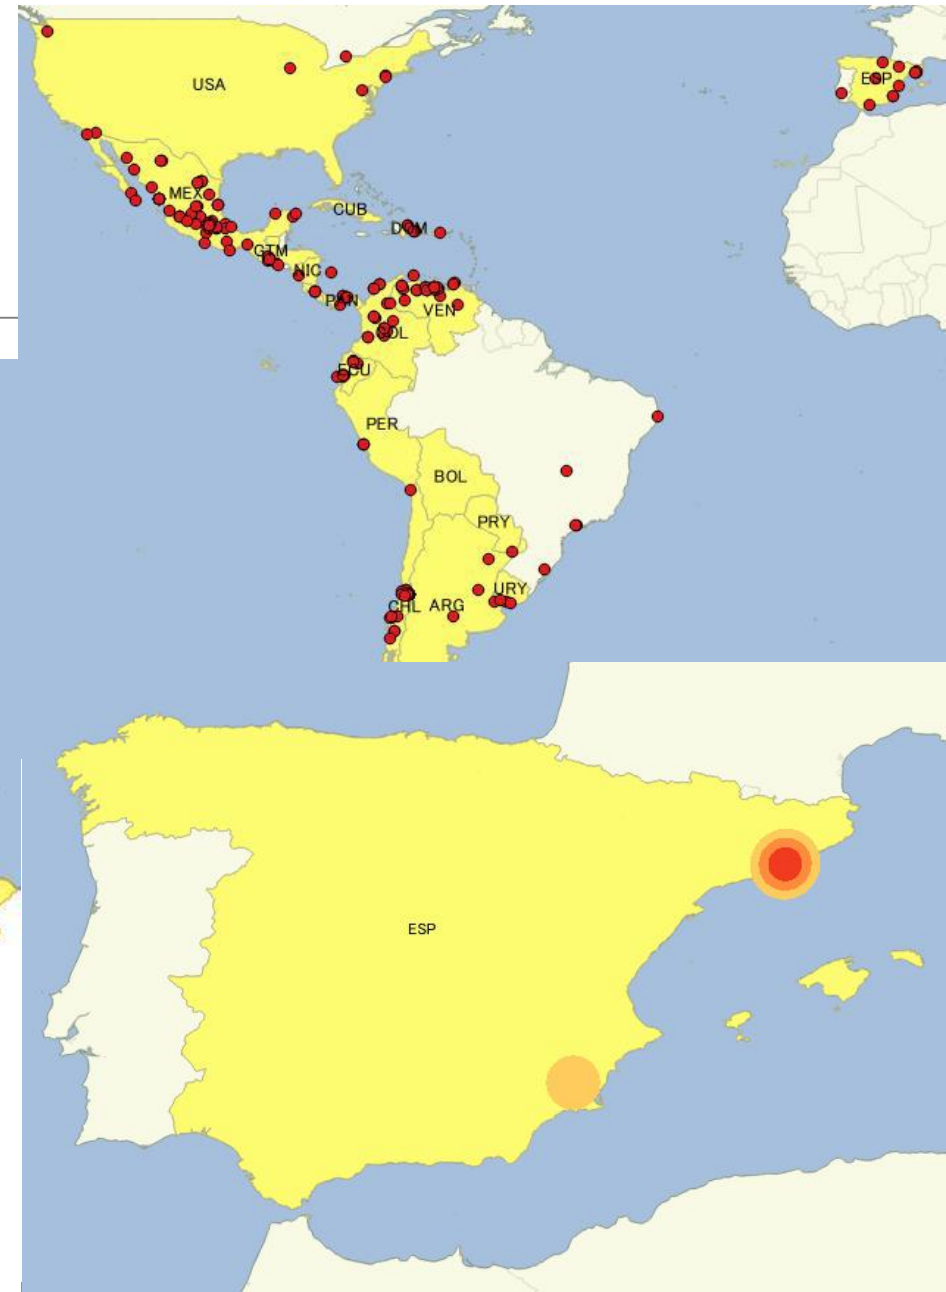 USA
ESP
MEX
CUB
DOM
GTM
NIC
PAN
VEN
COL
ECU
PER
BOL
PRY
URY
CHL
ARG
ESP